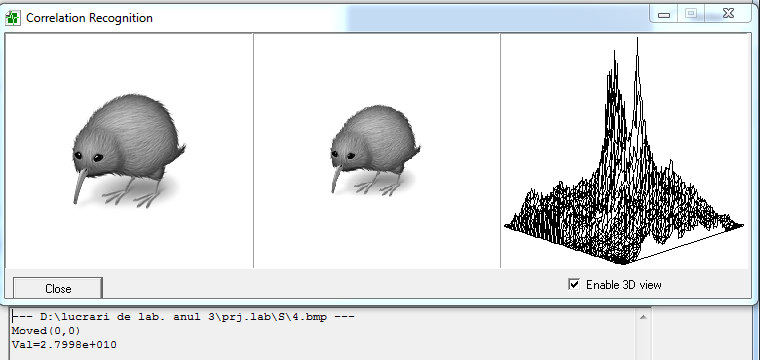 Correlation Recognition
Close
Enable 3D view
--- D:\lucrari de lab. anul 3\prj.lab\S\4.bmp ---
Moved(0,0)
Val=2.7998e+010